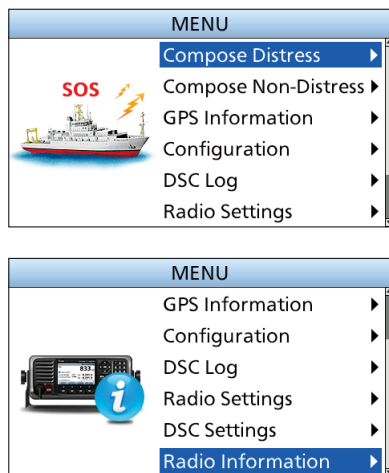 MENU
Compose Distress
SOS
Compose Non-Distress
GPS Information
Configuration
DSC Log
Radio Settings
MENU
GPS Information
Configuration
DSC Log
Radio Settings
DSC Settings
Radio Information